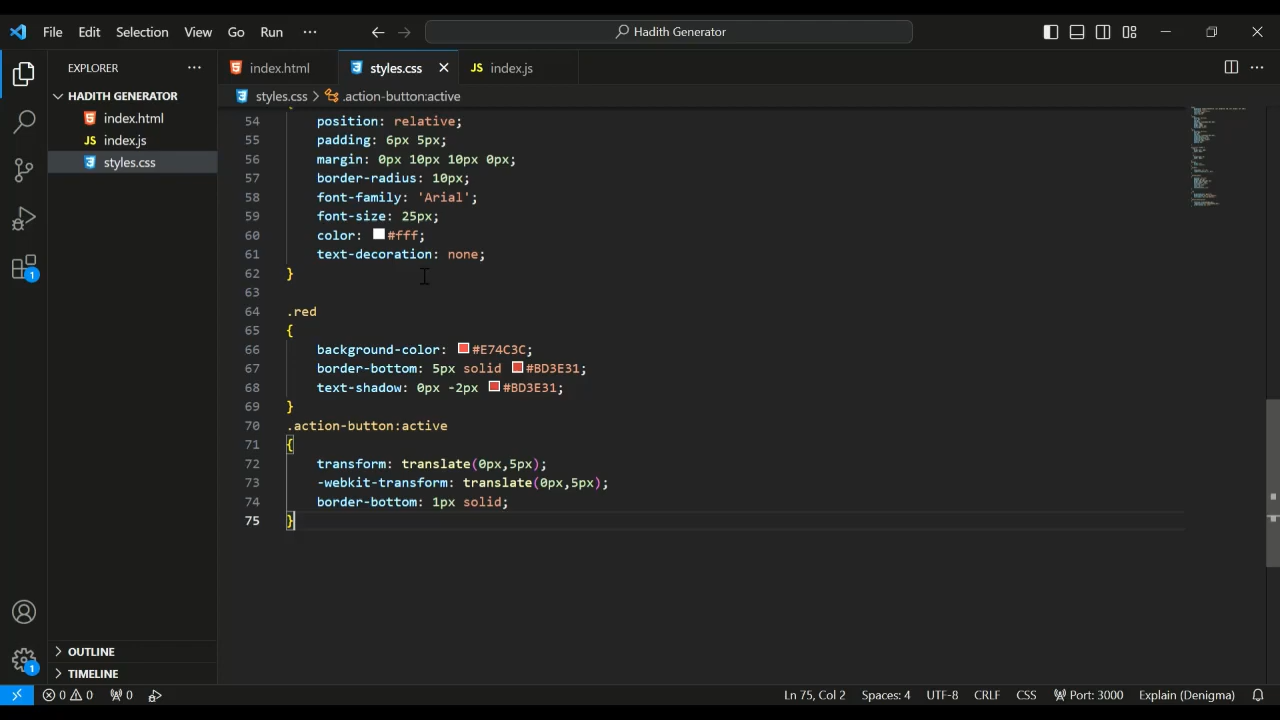 File Edit Selection View Go Run ··· Hadith Generator
EXPLORER ··· index.html styles.css JS index.js
HADITH GENERATOR
index.html
JS index.js
styles.css
styles.css > .action-button:active
54 position: relative;
55 padding: 6px 5px;
56 margin: 0px 10px 10px 0px;
57 border-radius: 10px;
58 font-family: 'Arial';
59 font-size: 25px;
60 color: #fff;
61 text-decoration: none;
62 }
63
64 .red
65 {
66 background-color: #E74C3C;
67 border-bottom: 5px solid #BD3E31;
68 text-shadow: 0px -2px #BD3E31;
69 }
70 .action-button:active
71 {
72 transform: translate(0px,5px);
73 -webkit-transform: translate(0px,5px);
74 border-bottom: 1px solid;
75 }
1
OUTLINE
TIMELINE
1
0 0 0 Ln 75, Col 2 Spaces: 4 UTF-8 CRLF CSS Port: 3000 Explain (Denigma)